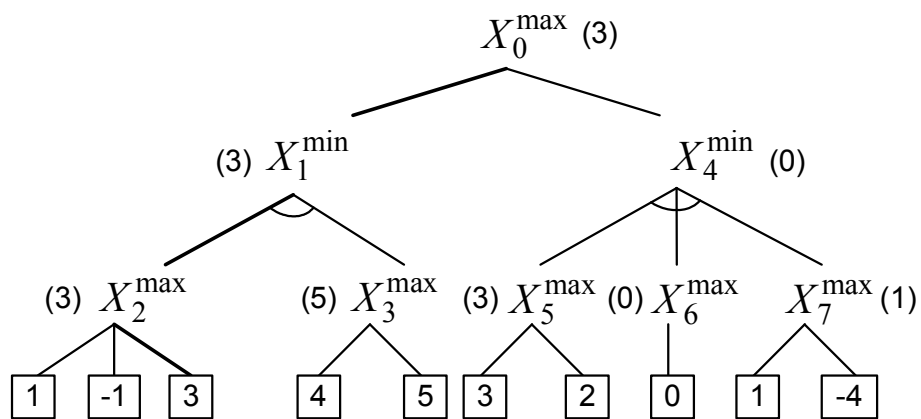 X_0^max (3)
(3) X_1^min X_4^min (0)
(3) X_2^max (5) X_3^max (3) X_5^max (0) X_6^max X_7^max (1)
1 -1 3 4 5 3 2 0 1 -4